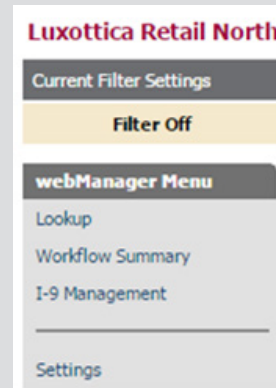 Luxottica Retail North
Current Filter Settings
Filter Off
webManager Menu
Lookup
Workflow Summary
I-9 Management
Settings